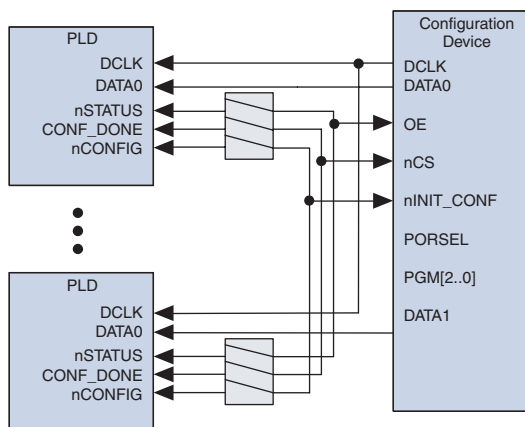 PLD
DCLK
DATA0
nSTATUS
CONF_DONE
nCONFIG
Configuration
Device
DCLK
DATA0
OE
nCS
nINIT_CONF
PORSEL
PGM[2..0]
DATA1
PLD
DCLK
DATA0
nSTATUS
CONF_DONE
nCONFIG